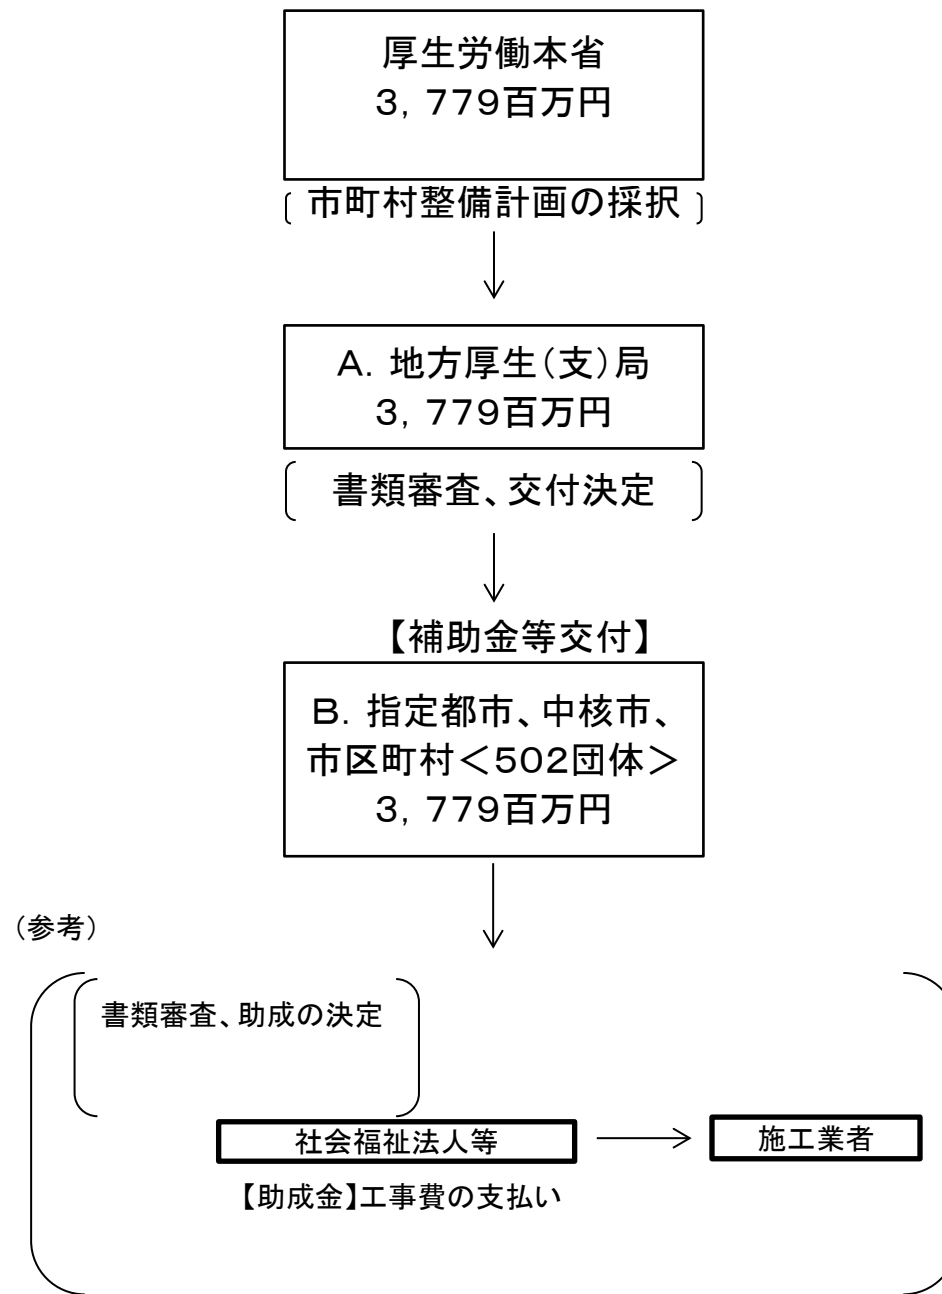 厚生労働本省
３，７７９百万円
市町村整備計画の採択
Ａ．地方厚生（支）局
３，７７９百万円
書類審査、交付決定
【補助金等交付】
Ｂ．指定都市、中核市、
市区町村＜５０２団体＞
３，７７９百万円
（参考）
書類審査、助成の決定
社会福祉法人等
施工業者
【助成金】工事費の支払い